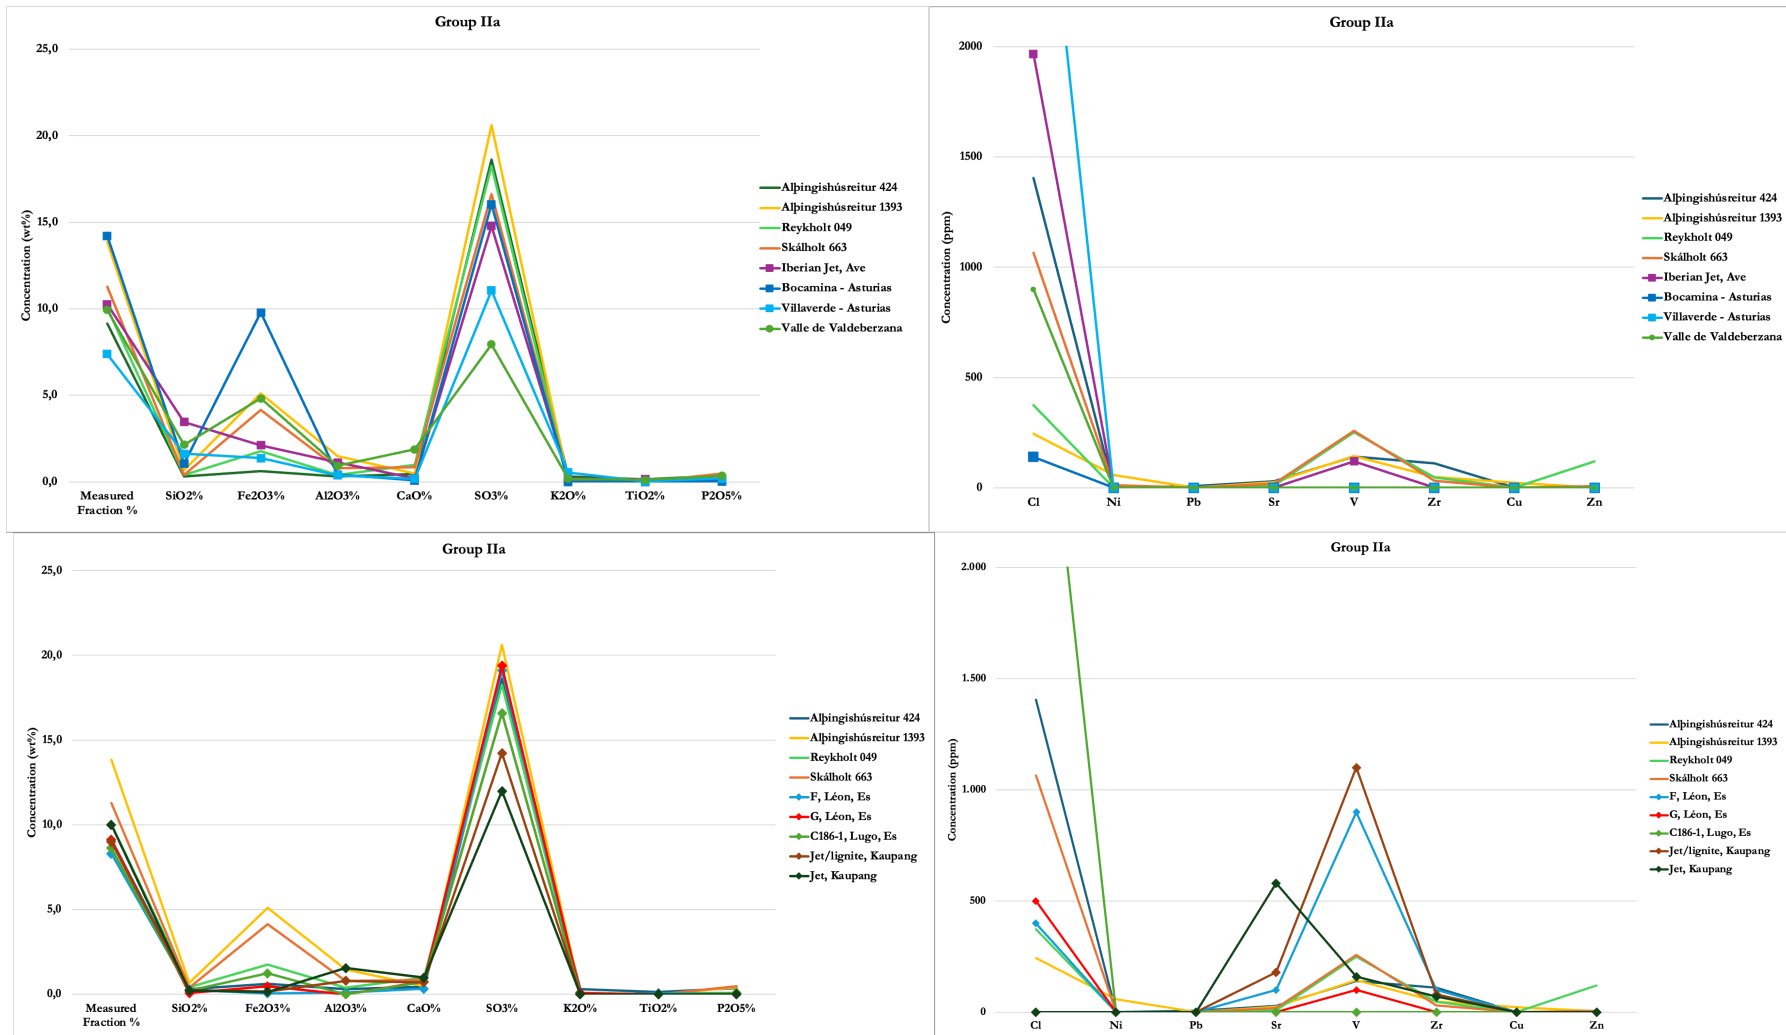 Group IIa
25,0
20,0
15,0
10,0
5,0
0,0
Concentration (wt%)
Measured
Fraction %
SiO2%
Fe2O3%
Al2O3%
CaO%
SO3%
K2O%
TiO2%
P2O5%
Alþingishúsreitur 424
Alþingishúsreitur 1393
Reykholt 049
Skálholt 663
Iberian Jet, Ave
Bocamina - Asturias
Villaverde - Asturias
Valle de Valdeberzana
Group IIa
2000
1500
1000
500
0
Concentration (ppm)
Cl
Ni
Pb
Sr
V
Zr
Cu
Zn
Alþingishúsreitur 424
Alþingishúsreitur 1393
Reykholt 049
Skálholt 663
Iberian Jet, Ave
Bocamina - Asturias
Villaverde - Asturias
Valle de Valdeberzana
Group IIa
25,0
20,0
15,0
10,0
5,0
0,0
Concentration (wt%)
Measured
Fraction %
SiO2%
Fe2O3%
Al2O3%
CaO%
SO3%
K2O%
TiO2%
P2O5%
Alþingishúsreitur 424
Alþingishúsreitur 1393
Reykholt 049
Skálholt 663
F, Léon, Es
G, Léon, Es
C186-1, Lugo, Es
Jet/lignite, Kaupang
Jet, Kaupang
Group IIa
2.000
1.500
1.000
500
0
Concentration (ppm)
Cl
Ni
Pb
Sr
V
Zr
Cu
Zn
Alþingishúsreitur 424
Alþingishúsreitur 1393
Reykholt 049
Skálholt 663
F, Léon, Es
G, Léon, Es
C186-1, Lugo, Es
Jet/lignite, Kaupang
Jet, Kaupang